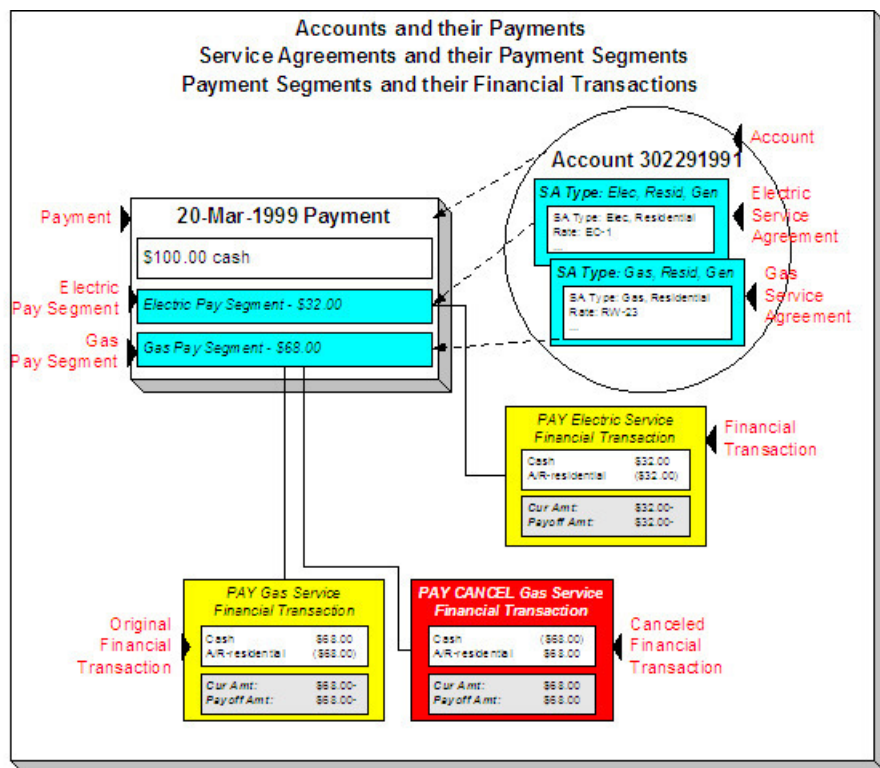 Accounts and their Payments
Service Agreements and their Payment Segments
Payment Segments and their Financial Transactions
Account
Account 302291991
SA Type: Elec, Resid, Gen
SA Type: Elec, Residential
Rate: EC-1
...
Electric
Service
Agreement
SA Type: Gas, Resid, Gen
SA Type: Gas, Residential
Rate: RW-23
...
Gas
Service
Agreement
Payment
20-Mar-1999 Payment
$100.00 cash
Electric
Pay Segment
Electric Pay Segment - $32.00
Gas
Pay Segment
Gas Pay Segment - $68.00
PAY Electric Service
Financial Transaction
Cash $32.00
A/R-residential ($32.00)
Cur Amt: $32.00-
Payoff Amt: $32.00-
Financial
Transaction
Original
Financial
Transaction
PAY Gas Service
Financial Transaction
Cash $68.00
A/R-residential ($68.00)
Cur Amt: $68.00-
Payoff Amt: $68.00-
PAY CANCEL Gas Service
Financial Transaction
Cash ($68.00)
A/R-residential $68.00
Cur Amt: $68.00
Payoff Amt: $68.00
Canceled
Financial
Transaction